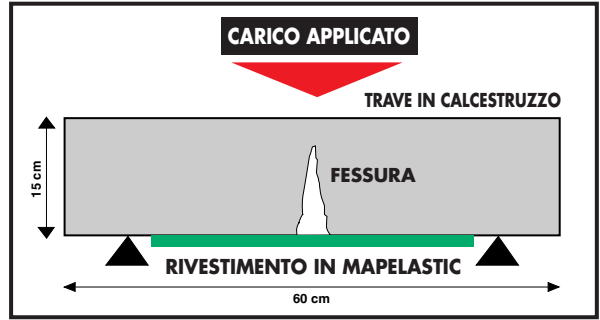 CARICO APPLICATO
TRAVE IN CALCESTRUZZO
15 cm
FESSURA
RIVESTIMENTO IN MAPELASTIC
60 cm